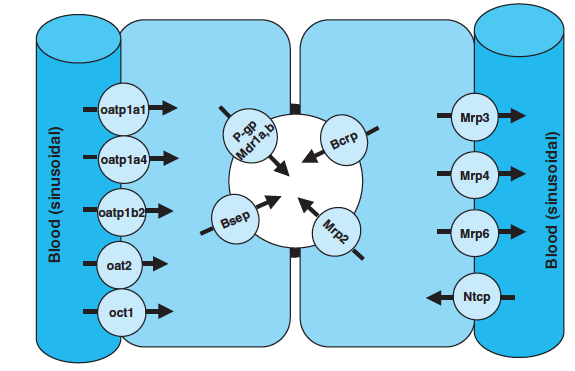 Blood (sinusoidal)
oatp1a1
oatp1a4
oatp1b2
oat2
oct1
P-gp
Mdr1a,b
Bcrp
Bsep
Mrp2
Mrp3
Mrp4
Mrp6
Ntcp
Blood (sinusoidal)